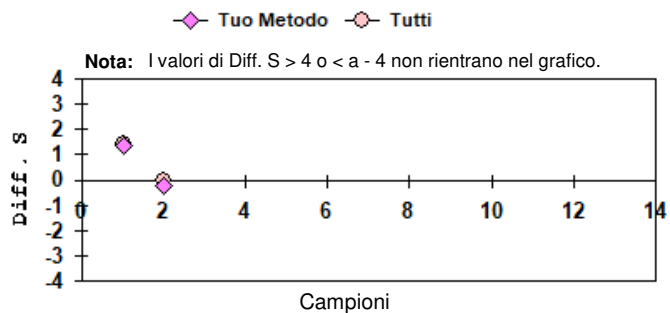 Tuo Metodo Tutti
Nota: I valori di Diff. S > 4 o < a - 4 non rientrano nel grafico.
4
3
2
1
0
-1
-2
-3
-4
Diff. S
0 2 4 6 8 10 12 14
Campioni